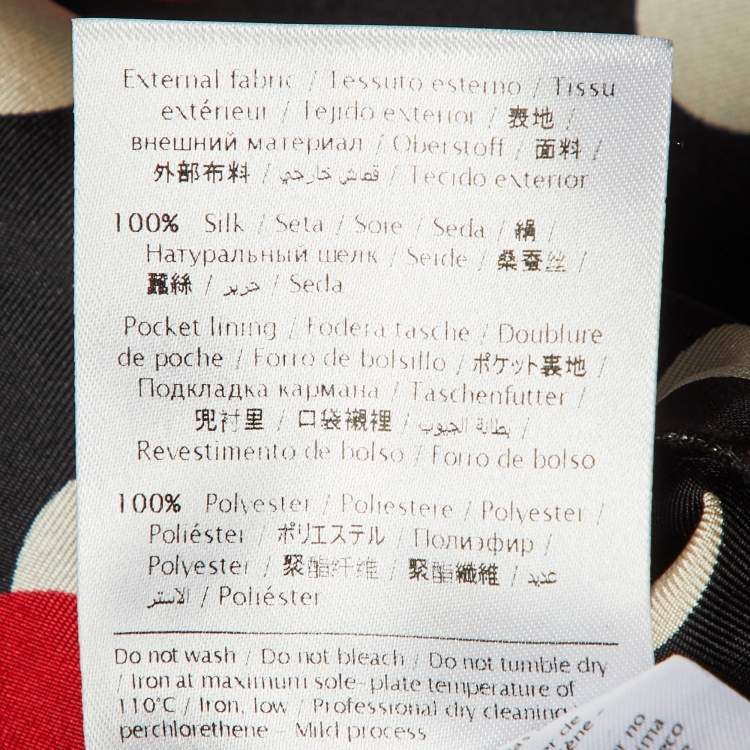 External fabric / Tessuto esterno / Tissu
extérieur / Tejido exterior / 表地 /
внешний материал / Oberstoff / 面料 /
外部布料 / قماش خارجي / Tecido exterior
100% Silk / Seta / Soie / Seda / 絹 /
Натуральный шелк / Seide / 桑蚕丝 /
蠶絲 / حرير / Seda
Pocket lining / Fodera tasche / Doublure
de poche / Forro de bolsillo / ポケット裏地 /
Подкладка кармана / Taschenfutter /
兜衬里 / 口袋襯裡 / بطانة الجيوب /
Revestimento de bolso / Forro de bolso
100% Polyester / Poliestere / Polyester /
Poliéster / ポリエステル / Полиэфир /
Polyester / 聚酯纤维 / 聚酯纖維 / عديد
الاستر / Poliéster
Do not wash / Do not bleach / Do not tumble dry
/ Iron at maximum sole-plate temperature of
110°C / Iron, low / Professional dry cleaning
perchlorethene - Mild process